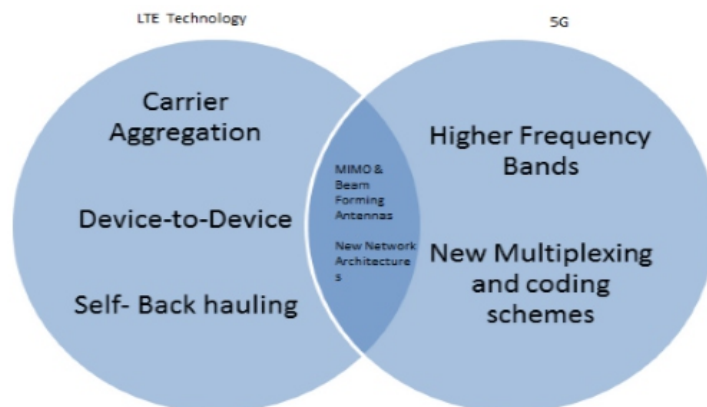 LTE Technology
5G
Carrier
Aggregation
Device-to-Device
Self- Back hauling
MIMO &
Beam
Forming
Antennas
New Network
Architecture
s
Higher Frequency
Bands
New Multiplexing
and coding
schemes